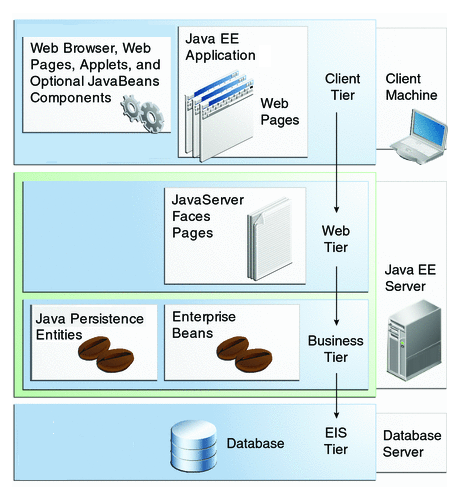 Web Browser, Web
Pages, Applets, and
Optional JavaBeans
Components
Java EE
Application
Web
Pages
Client
Tier
Client
Machine
JavaServer
Faces
Pages
Web
Tier
Java EE
Server
Java Persistence
Entities
Enterprise
Beans
Business
Tier
Database
EIS
Tier
Database
Server